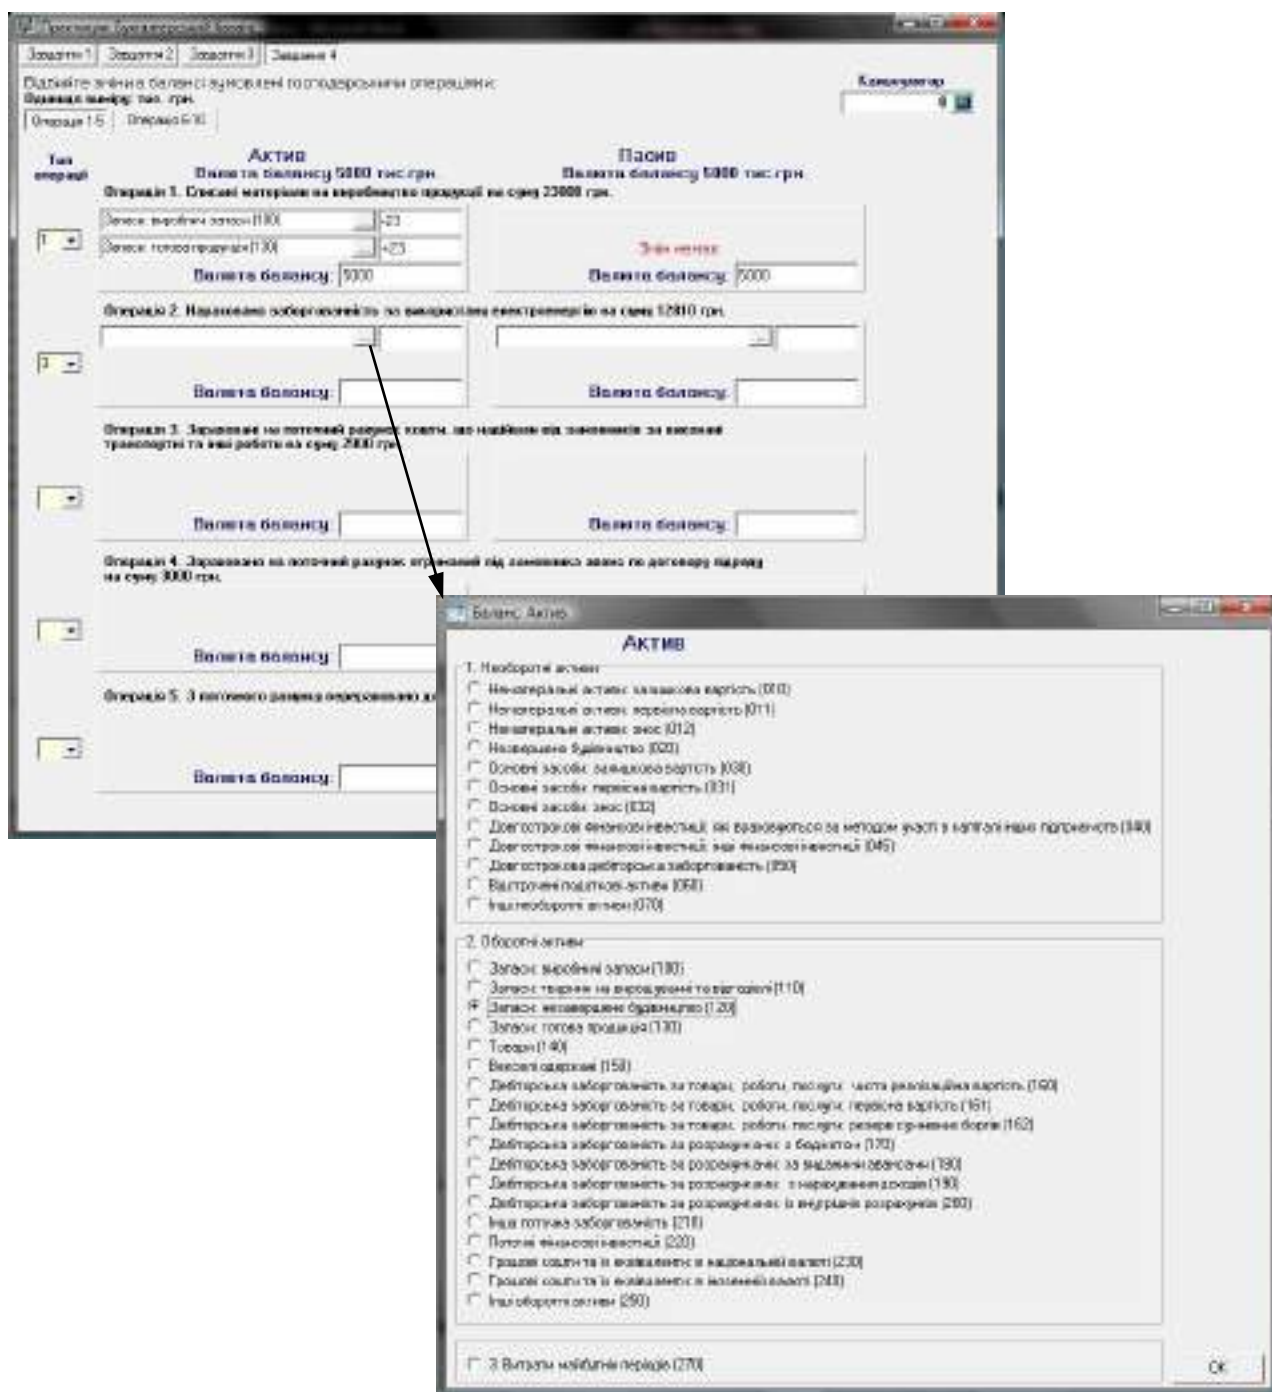 Практикум: Бухгалтерський баланс
Завдання 1 Завдання 2 Завдання 3 Завдання 4
Відбийте зміни в балансі зумовлені господарськими операціями:
Одиниця виміру: тис. грн.
Калькулятор
0
Операція 1-5 Операція 6-10
Тип операції
Актив
Валюта балансу 5000 тис.грн
Пасив
Валюта балансу 5000 тис.грн
Операція 1. Списані матеріали на виробництво продукції на суму 23000 грн.
1
Запаси: виробничі запаси (100) ... -23
Запаси: готова продукція (130) ... +23
Змін немає
Валюта балансу: 5000
Валюта балансу: 5000
Операція 2. Нараховано заборгованність за використану електроенергію на суму 12810 грн.
3
... ...
Валюта балансу:
Валюта балансу:
Операція 3. Зараховані на поточний рахунок кошти, що надійшли від замовників за виконані
транспортні та інші роботи на суму 2900 грн.
Валюта балансу:
Валюта балансу:
Операція 4. Зараховано на поточний рахунок отриманий від замовника аванс по договору підряду
на суму 3000 грн.
Валюта балансу
Операція 5. З поточного рахунка перераховано
Валюта балансу:
Баланс. Актив
Актив
1. Необоротні активи
Нематеріальні активи: залишкова вартість (010)
Нематеріальні активи: первісна вартість (011)
Нематеріальні активи: знос (012)
Незавершене будівництво (020)
Основні засоби: залишкова вартість (030)
Основні засоби: первісна вартість (031)
Основні засоби: знос (032)
Довгострокові фінансові інвестиції: які враховуються за методом участі в капіталі інших підприємств (040)
Довгострокові фінансові інвестиції: інші фінансові інвестиції (045)
Довгострокова дебіторська заборгованість (050)
Відстрочені податкові активи (060)
Інші необоротні активи (070)
2. Оборотні активи
Запаси: виробничі запаси (100)
Запаси: тварини на вирощуванні та відгодівлі (110)
Запаси: незавершене будівництво (120)
Запаси: готова продукція (130)
Товари (140)
Векселі одержані (150)
Дебіторська заборгованість за товари, роботи, послуги: чиста реалізаційна вартість (160)
Дебіторська заборгованість за товари, роботи, послуги: первісна вартість (161)
Дебіторська заборгованість за товари, роботи, послуги: резерв сумнівних боргів (162)
Дебіторська заборгованість за розрахунками: з бюджетом (170)
Дебіторська заборгованість за розрахунками: за виданими авансами (180)
Дебіторська заборгованість за розрахунками: з нарахування доходів (190)
Дебіторська заборгованість за розрахунками: із внутрішніх розрахунків (200)
Інша поточна заборгованість (210)
Поточні фінансові інвестиції (220)
Грошові кошти та їх еквіваленти: в національній валюті (230)
Грошові кошти та їх еквіваленти: в іноземній валюті (240)
Інші оборотні активи (250)
3.Витрати майбутніх періодів (270)
OK